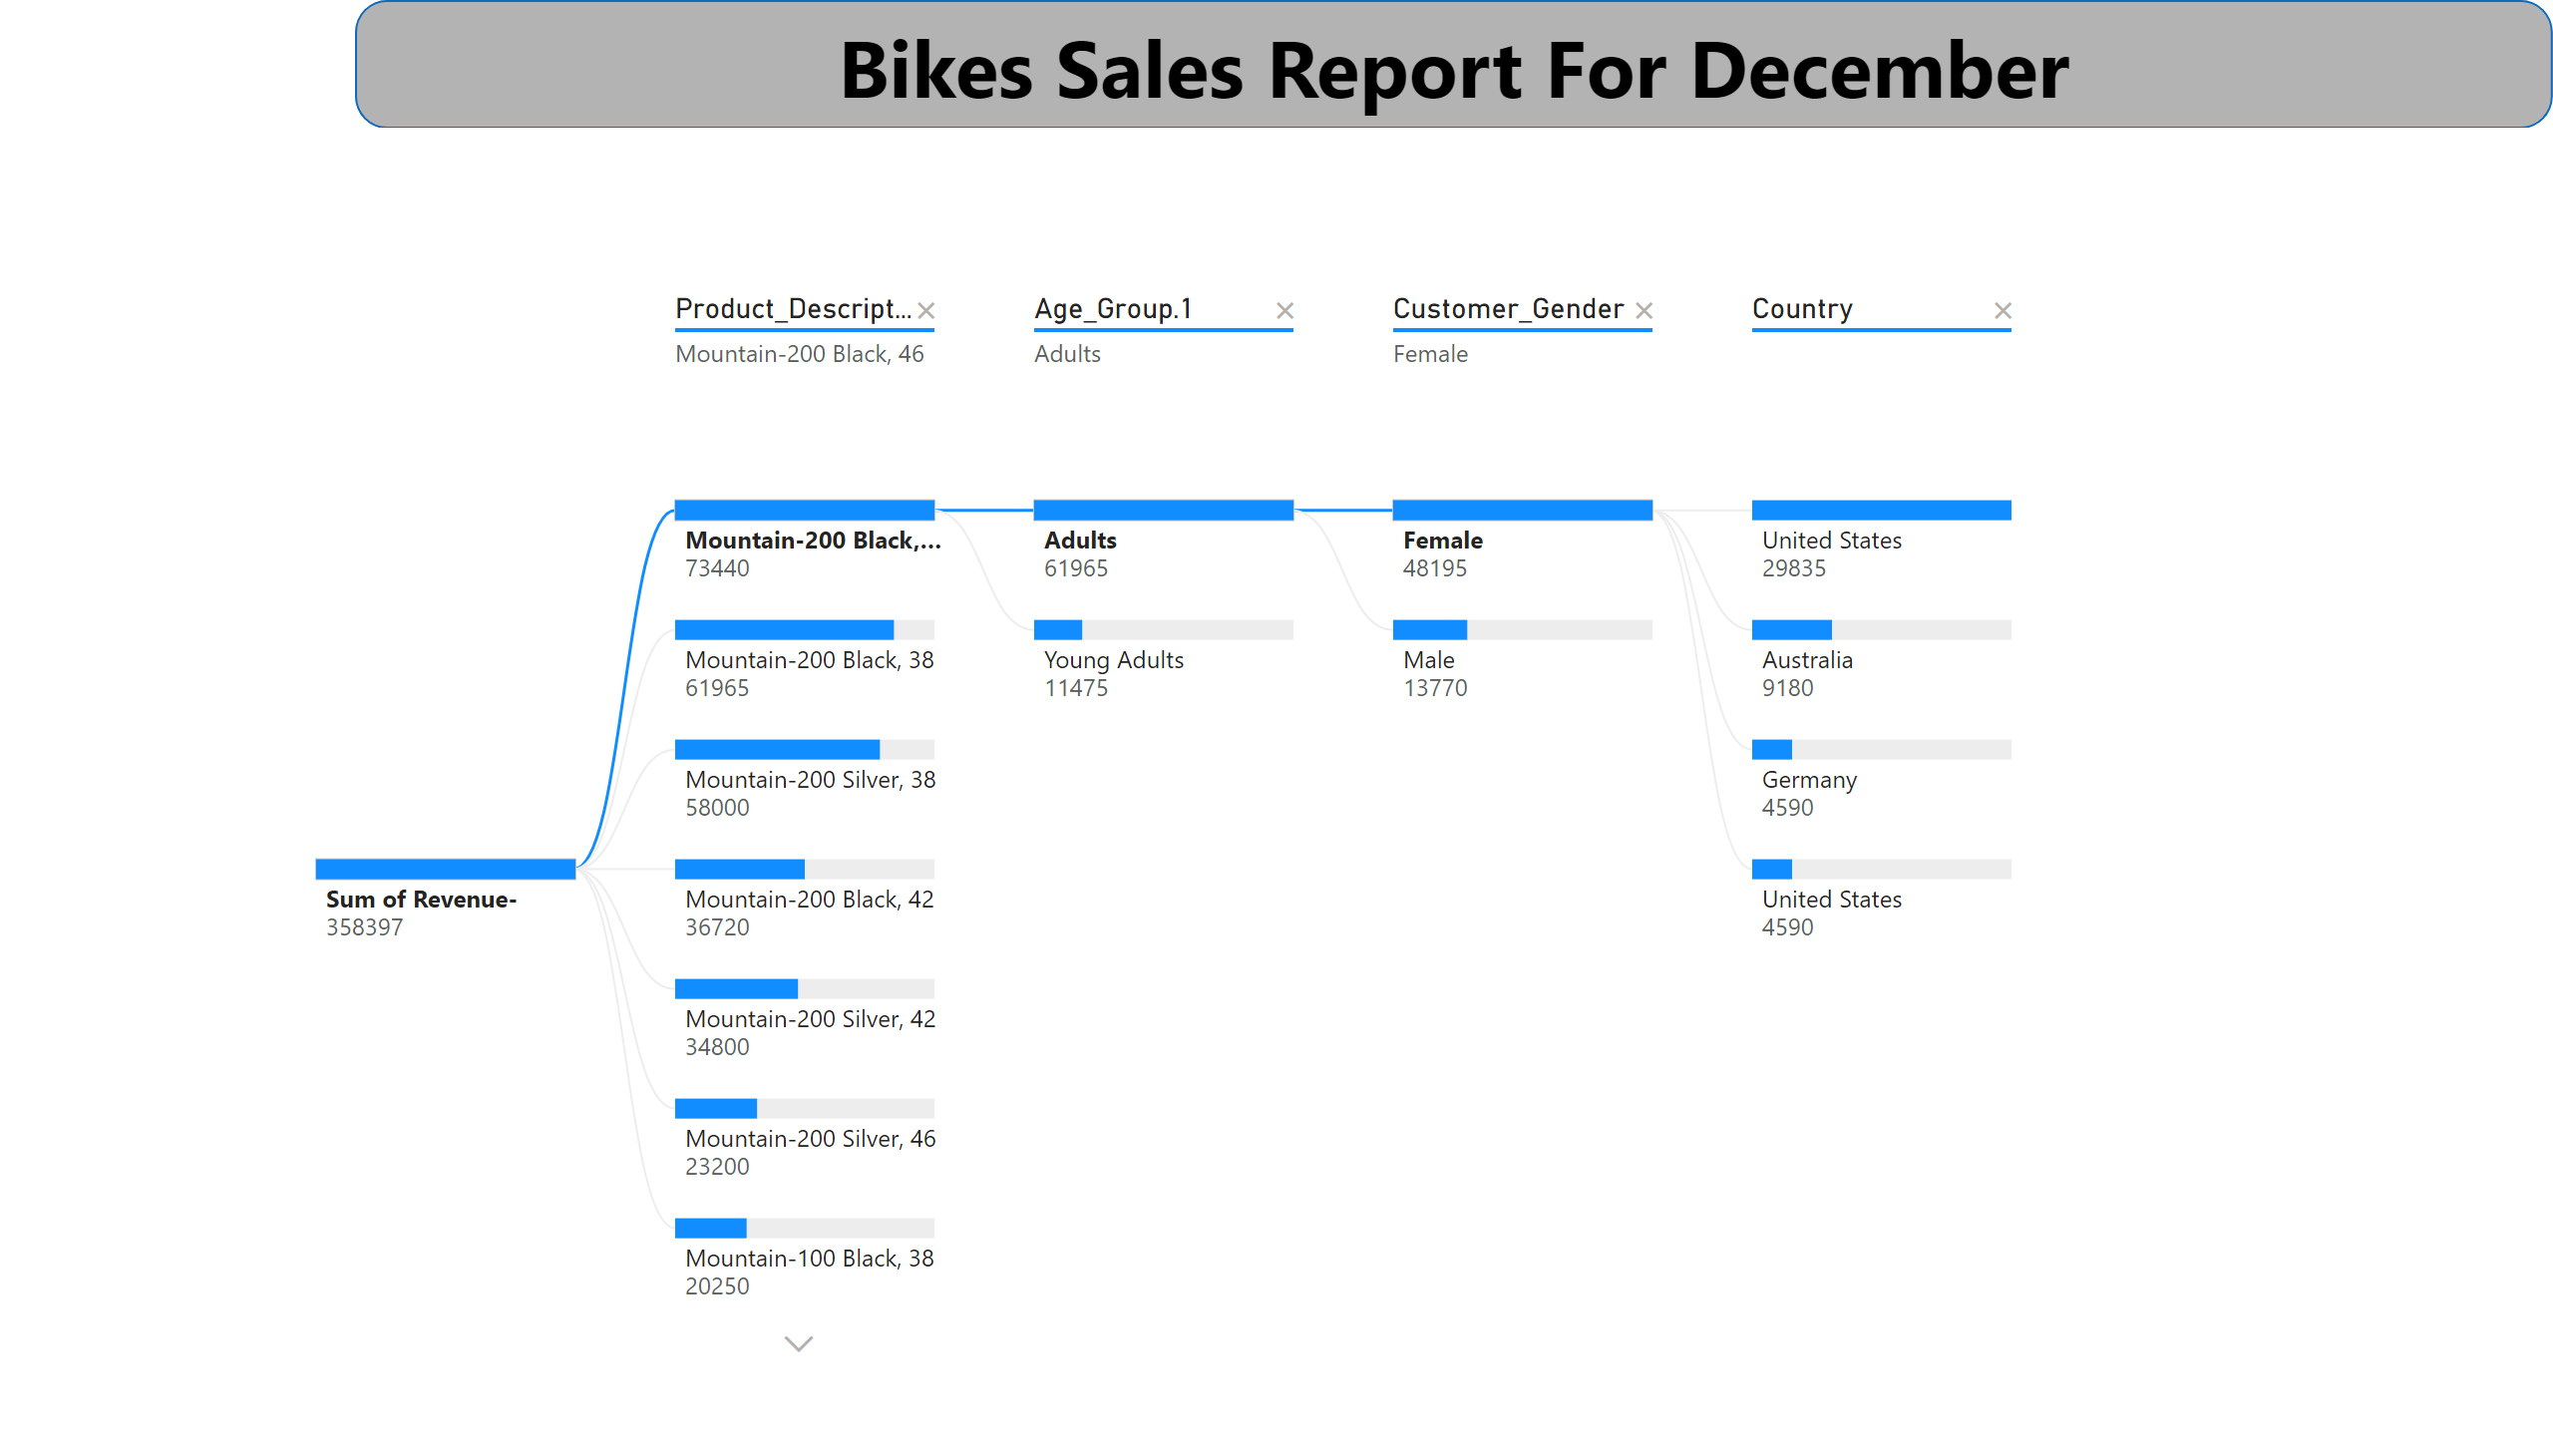 Bikes Sales Report For December
Product_Descript...
Mountain-200 Black, 46
Age_Group.1
Adults
Customer_Gender
Female
Country
Sum of Revenue-
358397
Mountain-200 Black,...
73440
Mountain-200 Black, 38
61965
Mountain-200 Silver, 38
58000
Mountain-200 Black, 42
36720
Mountain-200 Silver, 42
34800
Mountain-200 Silver, 46
23200
Mountain-100 Black, 38
20250
Adults
61965
Young Adults
11475
Female
48195
Male
13770
United States
29835
Australia
9180
Germany
4590
United States
4590